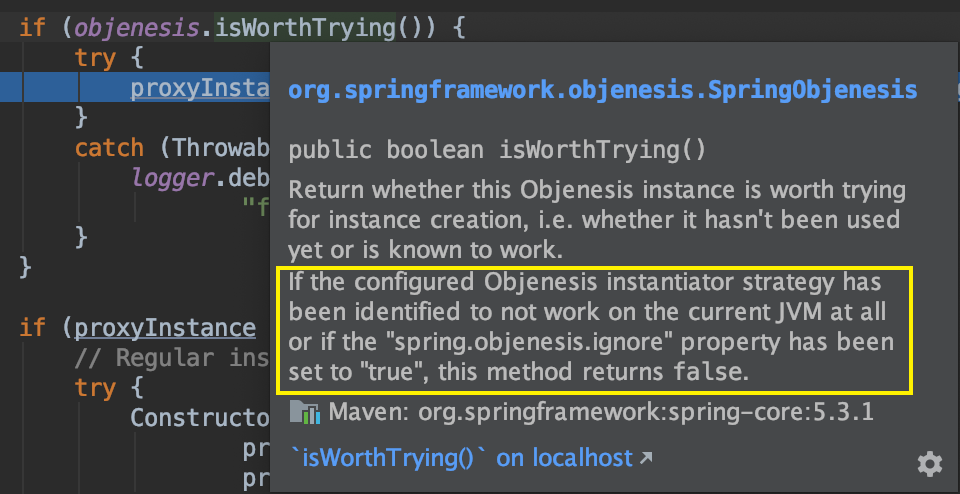 if (objenesis.isWorthTrying()) {
try {
proxyInsta
}
catch (Throwab
logger.deb
"f
}
}
if (proxyInstance
// Regular ins
try {
Constructo
pr
pr
org.springframework.objenesis.SpringObjenesis
public boolean isWorthTrying()
Return whether this Objenesis instance is worth trying
for instance creation, i.e. whether it hasn't been used
yet or is known to work.
If the configured Objenesis instantiator strategy has
been identified to not work on the current JVM at all
or if the "spring.objenesis.ignore" property has been
set to "true", this method returns false.
Maven: org.springframework:spring-core:5.3.1
`isWorthTrying()` on localhost